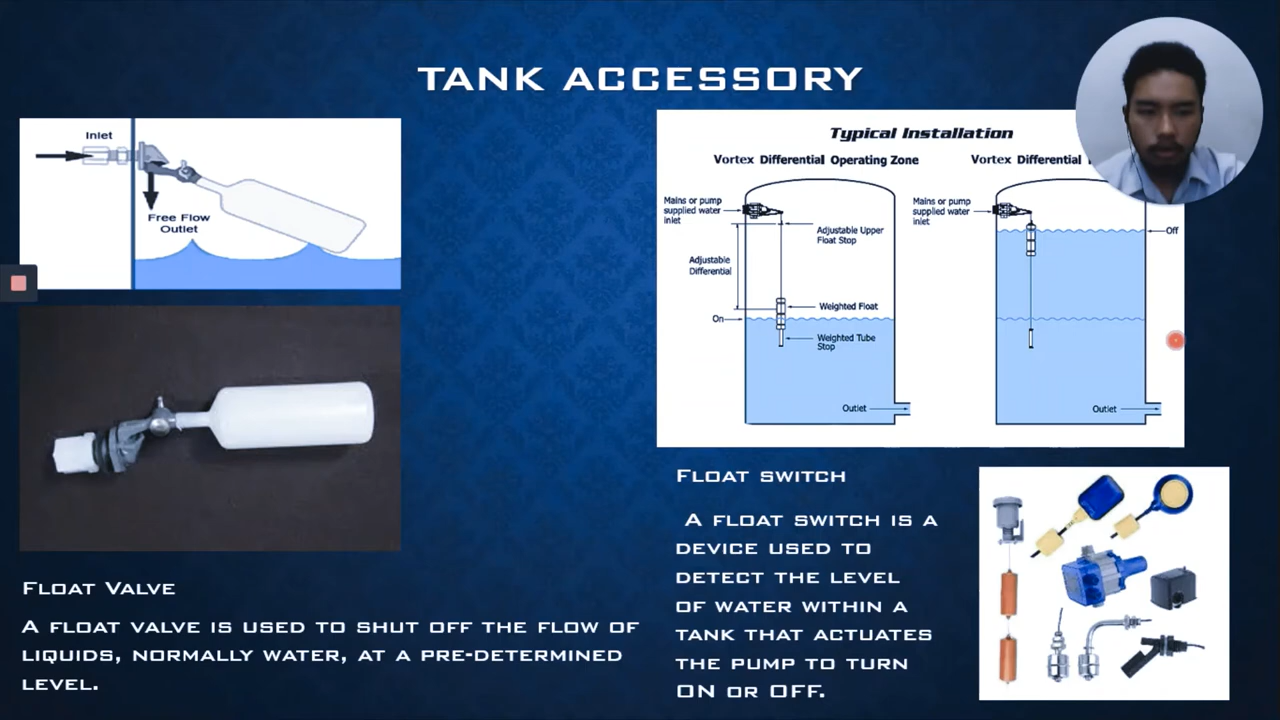 TANK ACCESSORY
Inlet
Free Flow
Outlet
Float Valve
A float valve is used to shut off the flow of
liquids, normally water, at a pre-determined
level.
Typical Installation
Vortex Differential Operating Zone
Mains or pump
supplied water
inlet
Adjustable Upper
Float Stop
Adjustable
Differential
Weighted Float
On
Weighted Tube
Stop
Outlet
Vortex Differential
Mains or pump
supplied water
inlet
Off
Outlet
Float switch
A float switch is a
device used to
detect the level
of water within a
tank that actuates
the pump to turn
ON or OFF.